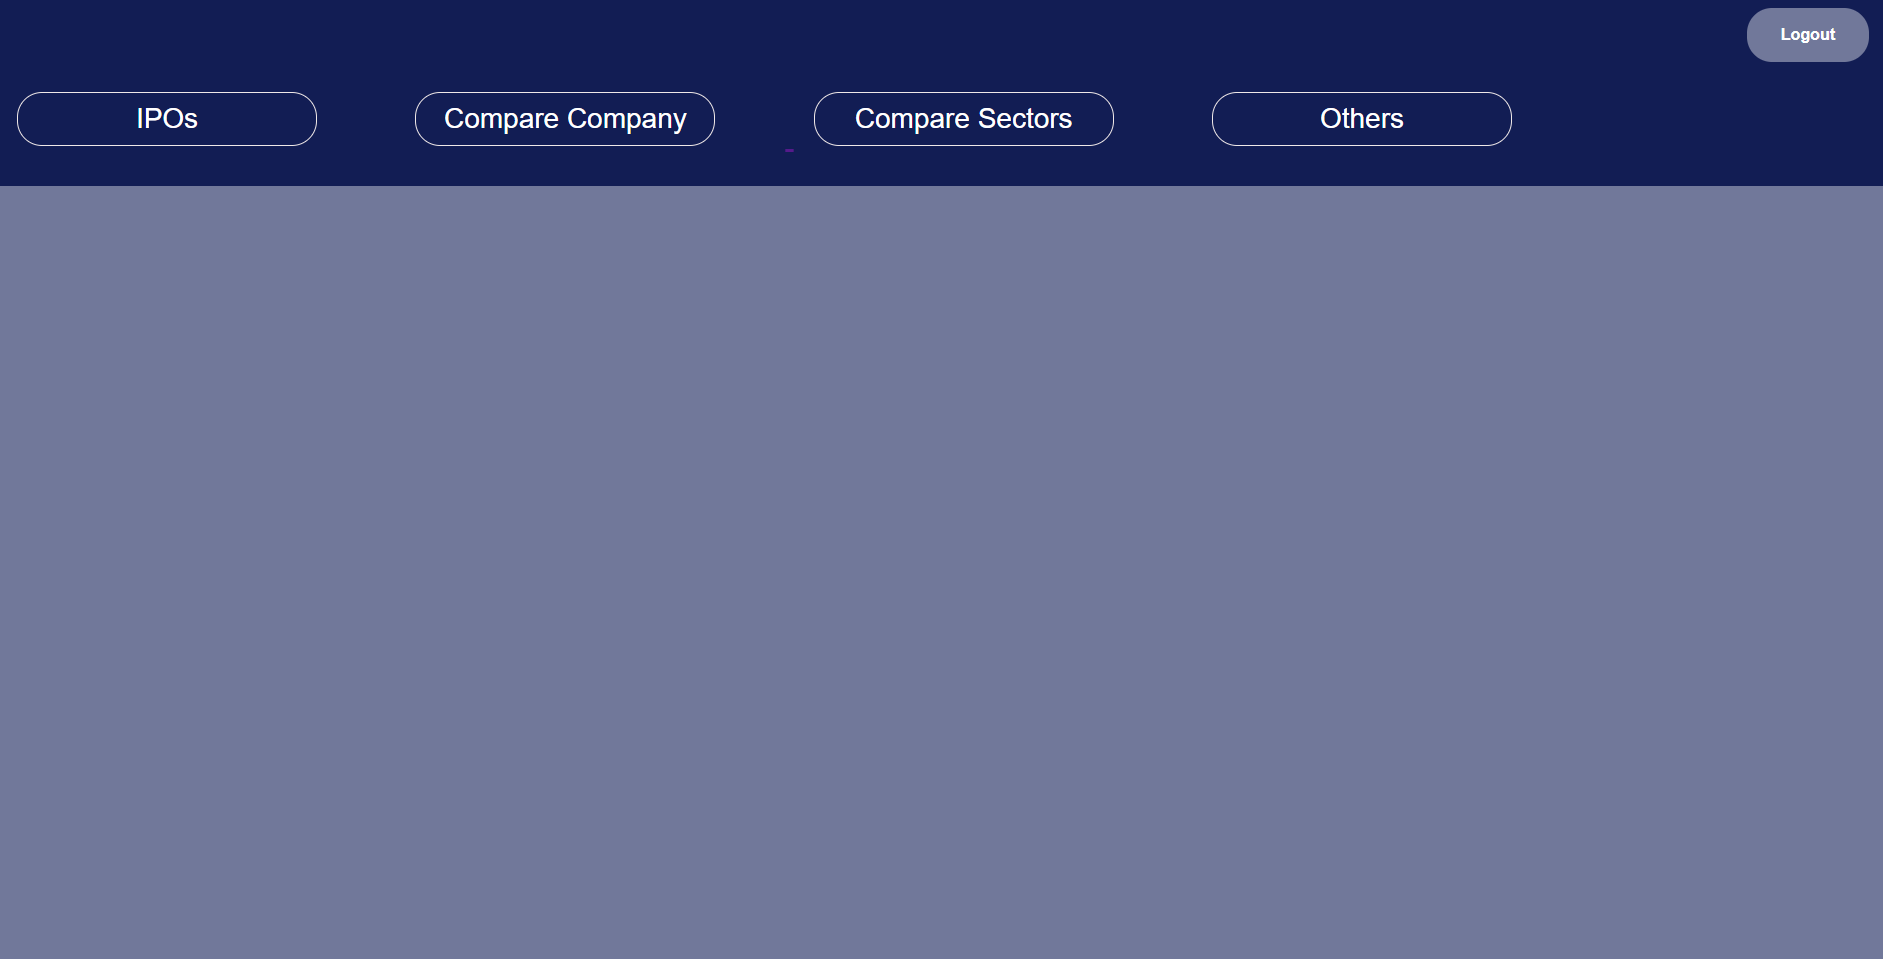 Logout
IPOs
Compare Company
Compare Sectors
Others